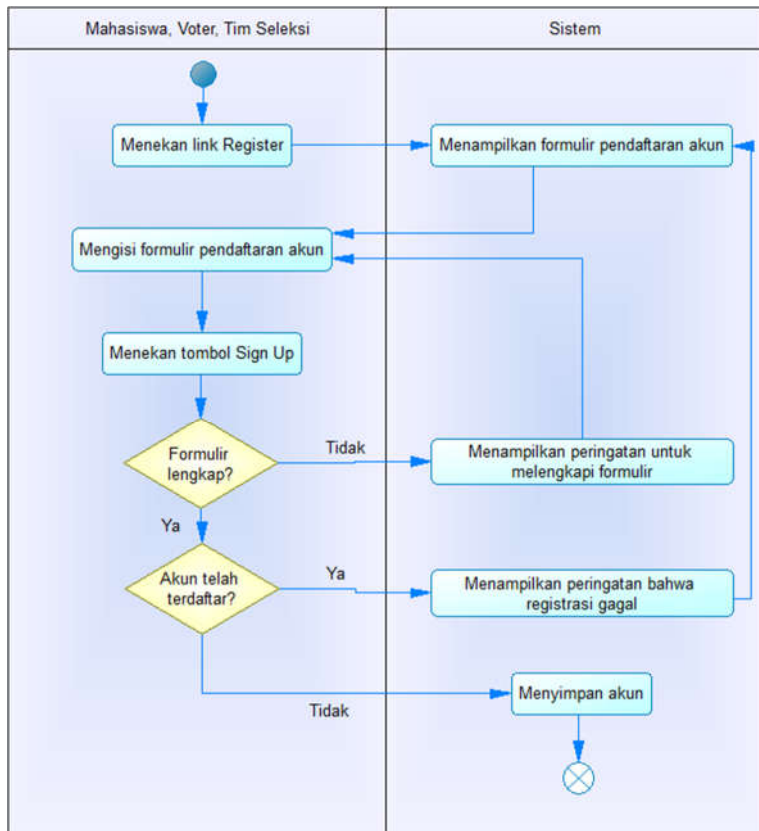 Mahasiswa, Voter, Tim Seleksi
Sistem
Menekan link Register
Menampilkan formulir pendaftaran akun
Mengisi formulir pendaftaran akun
Menekan tombol Sign Up
Formulir
lengkap?
Tidak
Menampilkan peringatan untuk
melengkapi formulir
Ya
Akun telah
terdaftar?
Ya
Menampilkan peringatan bahwa
registrasi gagal
Tidak
Menyimpan akun